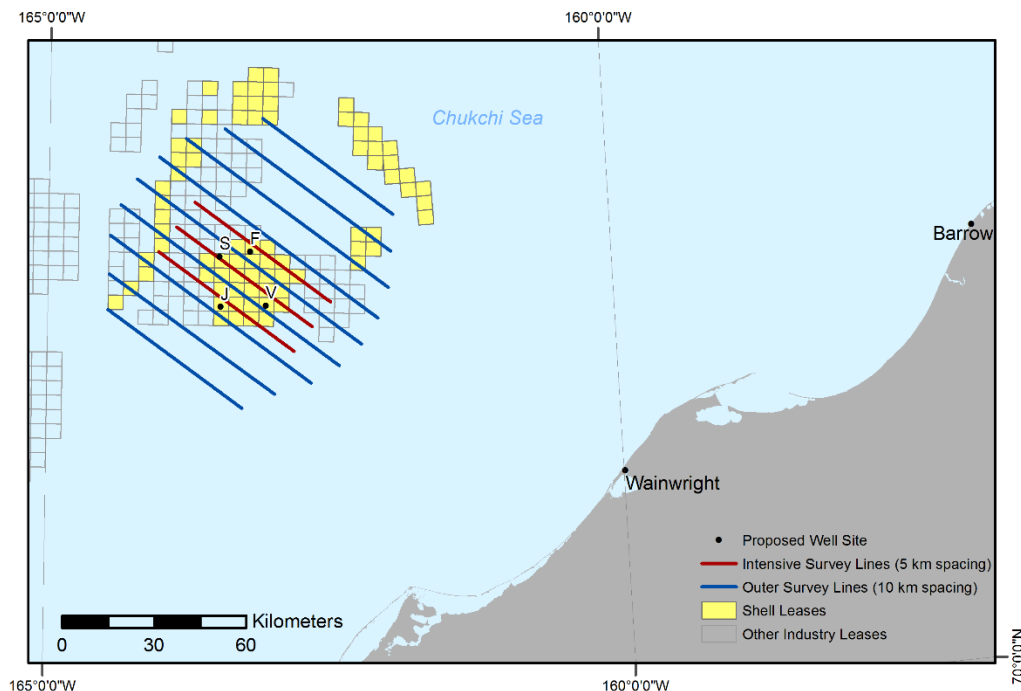 165°0'0"W
160°0'0"W
Chukchi Sea
Barrow
F
S
V
J
Wainwright
Proposed Well Site
Intensive Survey Lines (5 km spacing)
Outer Survey Lines (10 km spacing)
Shell Leases
Other Industry Leases
Kilometers
0 30 60
165°0'0"W
160°0'0"W
70°0'0"N